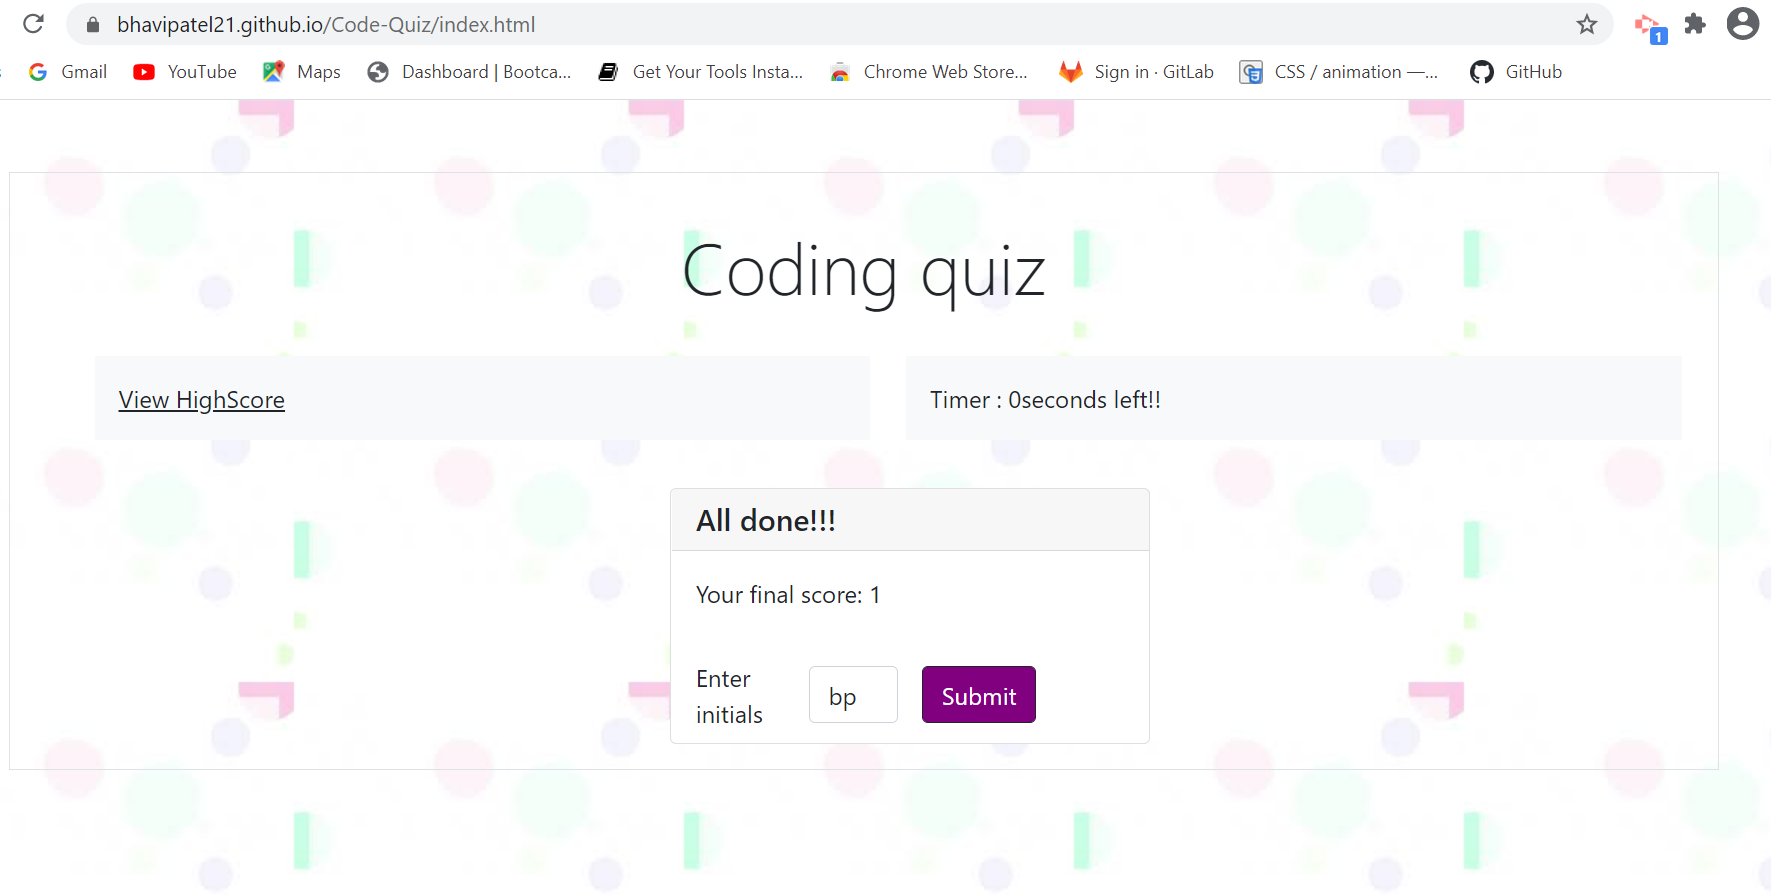 bhavipatel21.github.io/Code-Quiz/index.html
1
Gmail YouTube Maps Dashboard | Bootca... Get Your Tools Insta... Chrome Web Store... Sign in · GitLab CSS / animation —... GitHub
Coding quiz
View HighScore
Timer : 0seconds left!!
All done!!!
Your final score: 1
Enter
initials
bp
Submit